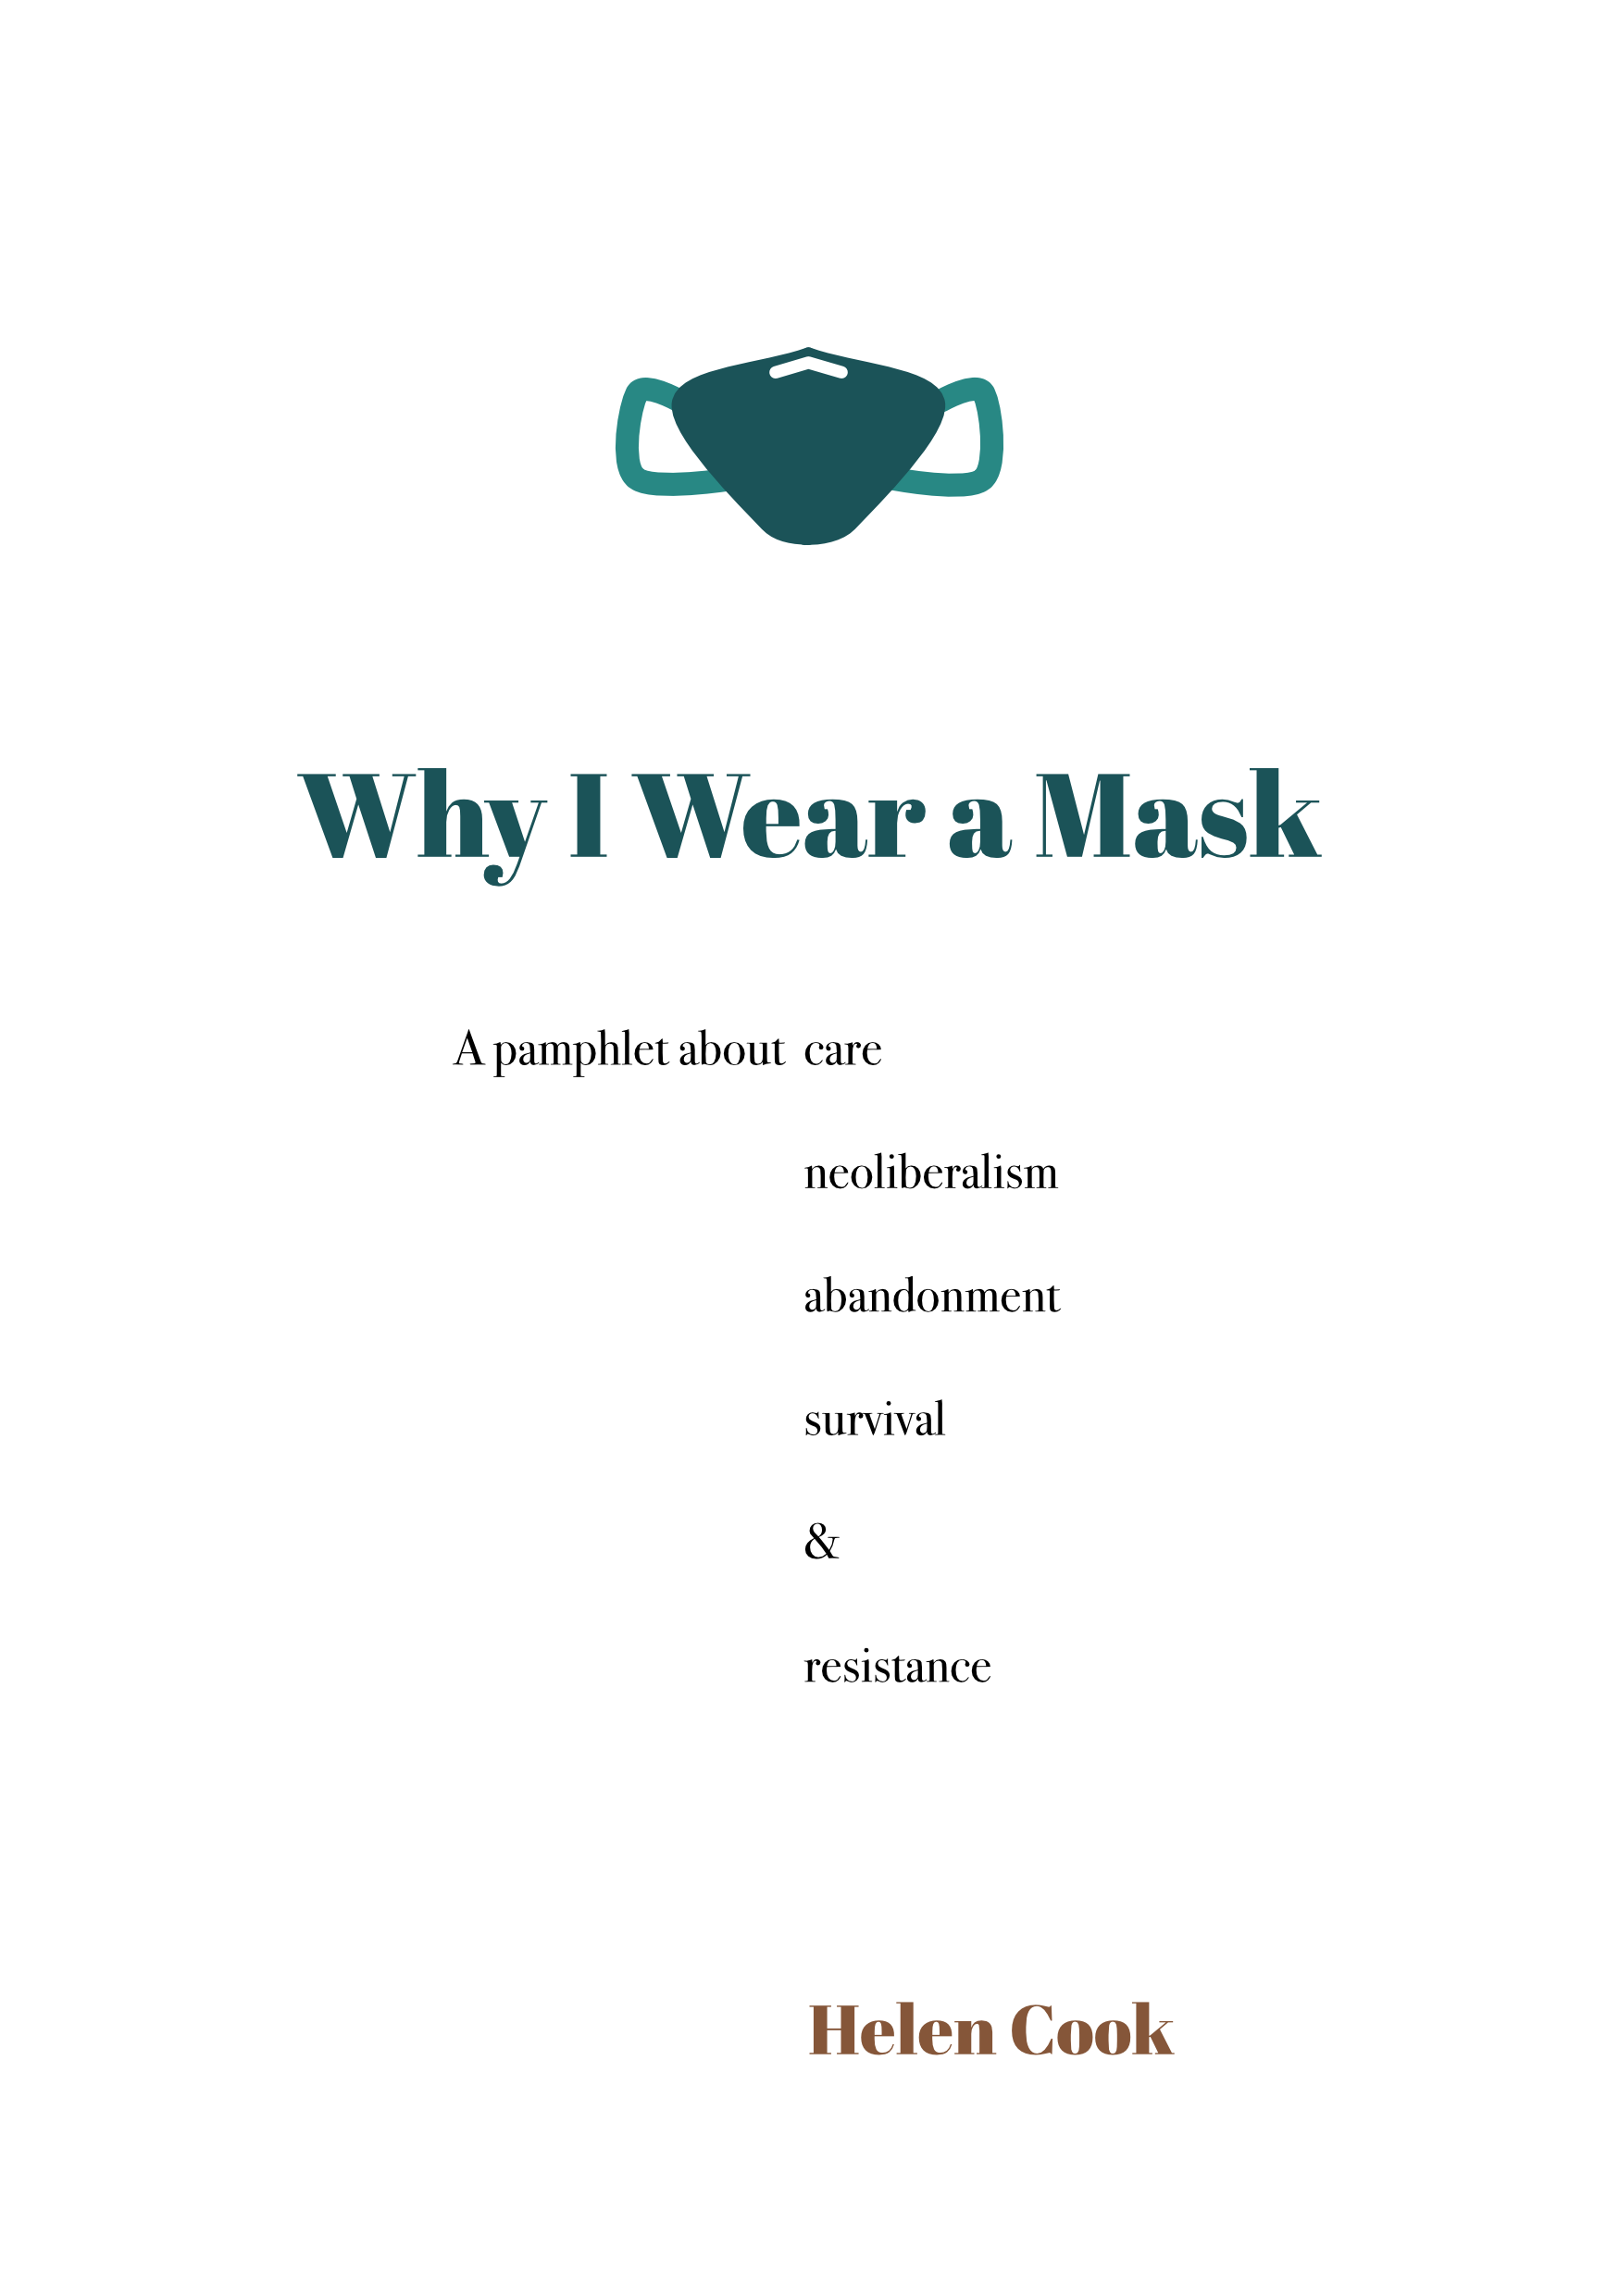 Why I Wear a Mask
A pamphlet about care
neoliberalism
abandonment
survival
&
resistance
Helen Cook